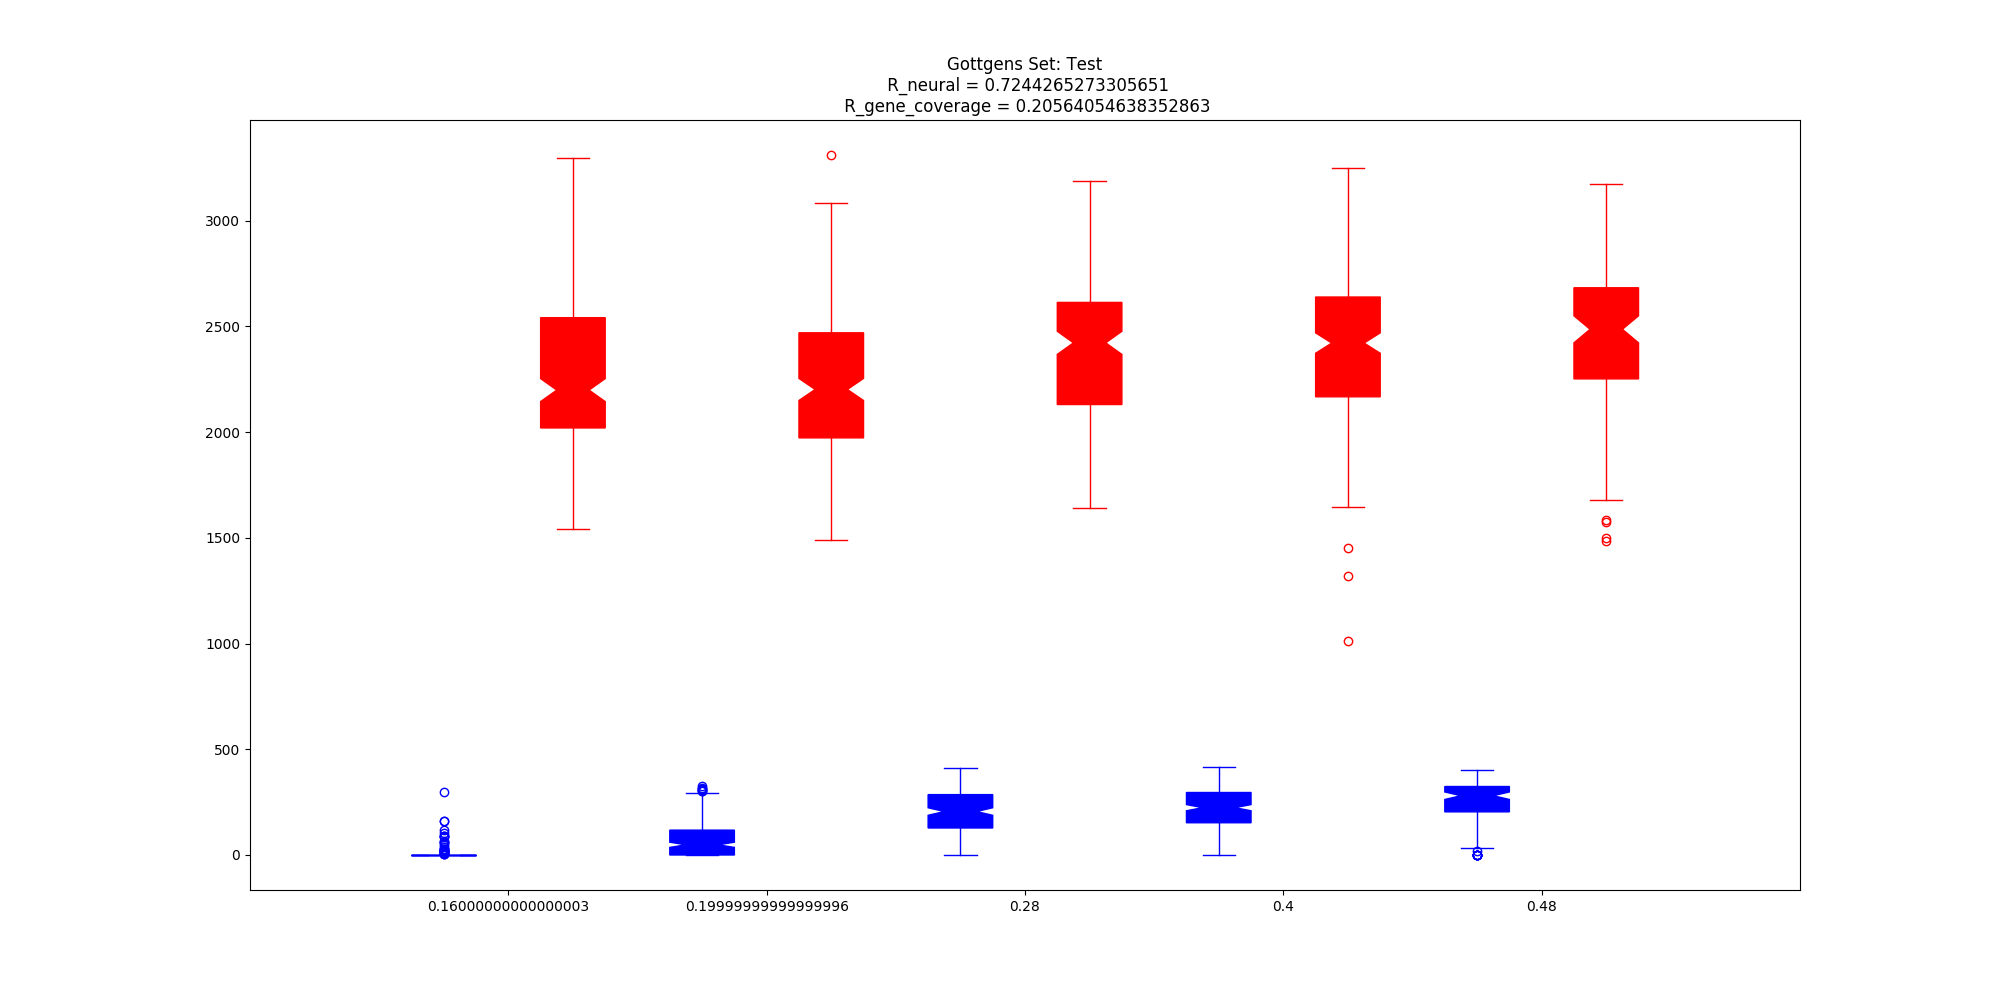 Gottgens Set: Test
R_neural = 0.7244265273305651
R_gene_coverage = 0.20564054638352863
3000
2500
2000
1500
1000
500
0
0.16000000000000003 0.19999999999999996 0.28 0.4 0.48